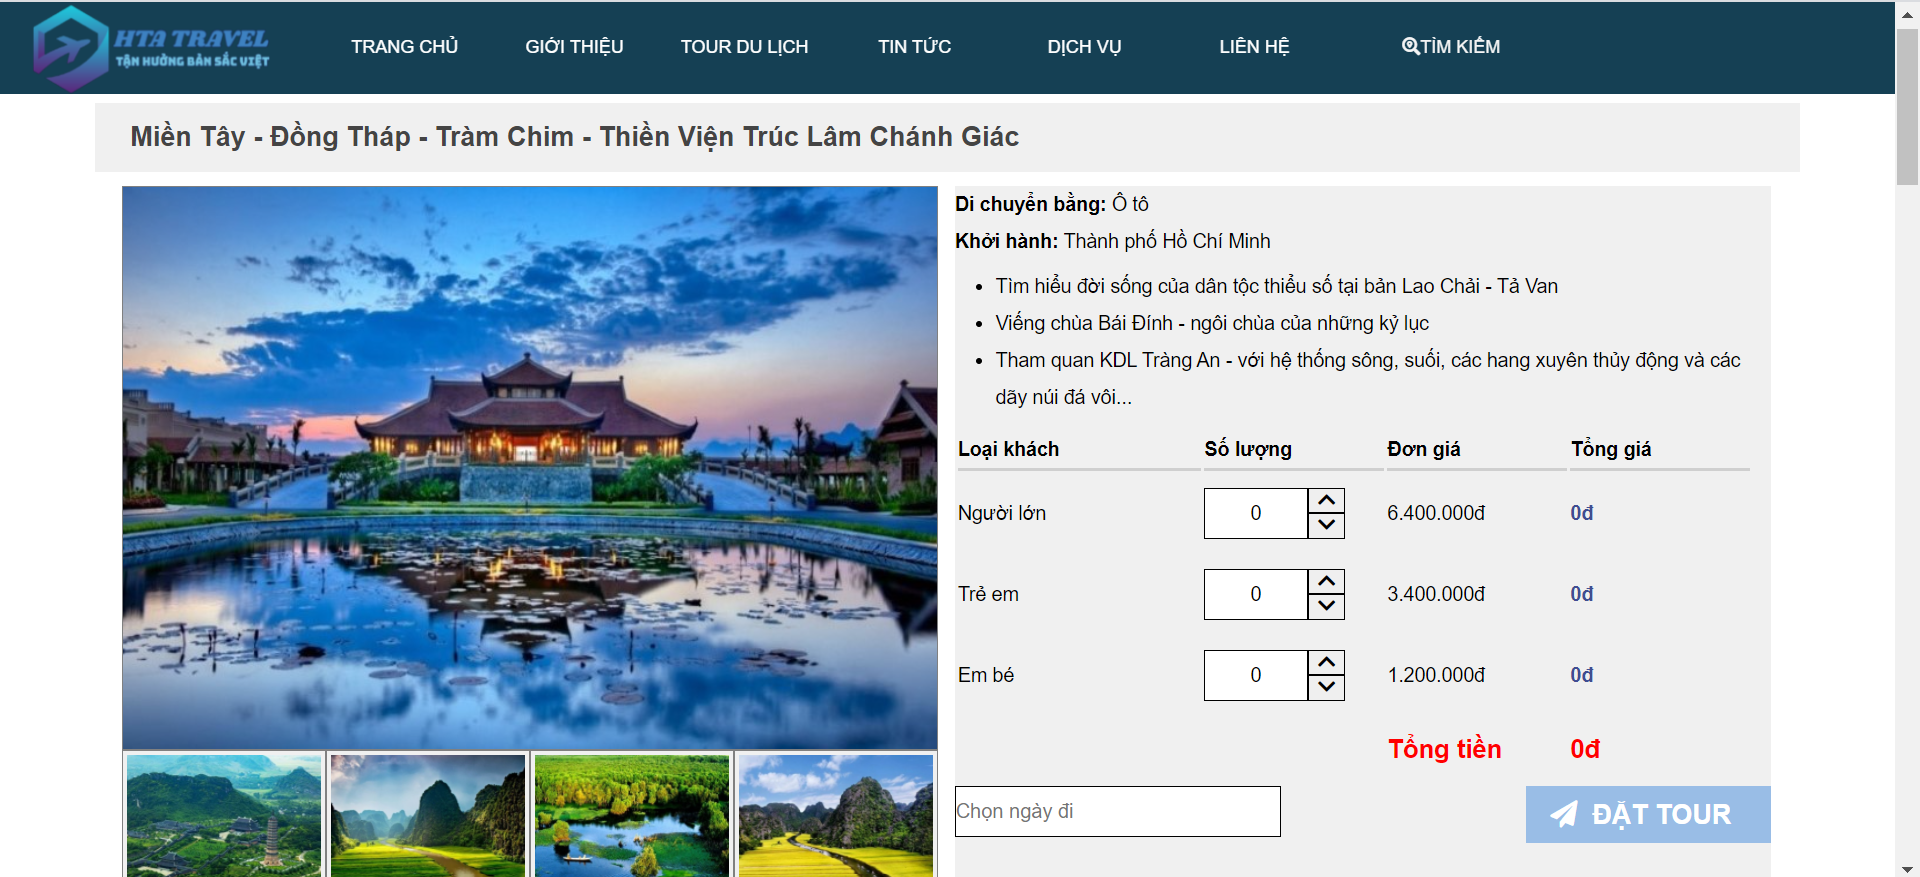 HTA TRAVEL
TẬN HƯỞNG BẢN SẮC VIỆT
TRANG CHỦ
GIỚI THIỆU
TOUR DU LỊCH
TIN TỨC
DỊCH VỤ
LIÊN HỆ
TÌM KIẾM
Miền Tây - Đồng Tháp - Tràm Chim - Thiền Viện Trúc Lâm Chánh Giác
Di chuyển bằng: Ô tô
Khởi hành: Thành phố Hồ Chí Minh
• Tìm hiểu đời sống của dân tộc thiểu số tại bản Lao Chải - Tả Van
• Viếng chùa Bái Đính - ngôi chùa của những kỷ lục
• Tham quan KDL Tràng An - với hệ thống sông, suối, các hang xuyên thủy động và các
dãy núi đá vôi...
Loại khách Số lượng Đơn giá Tổng giá
Người lớn 0 6.400.000đ 0đ
Trẻ em 0 3.400.000đ 0đ
Em bé 0 1.200.000đ 0đ
Tổng tiền 0đ
Chọn ngày đi
ĐẶT TOUR